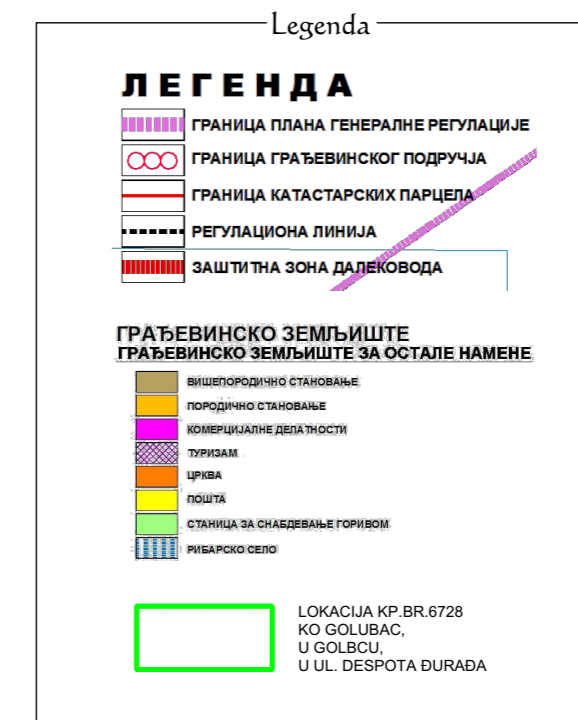 Legenda
ЛЕГЕНДА
ГРАНИЦА ПЛАНА ГЕНЕРАЛНЕ РЕГУЛАЦИЈЕ
ГРАНИЦА ГРАЂЕВИНСКОГ ПОДРУЧЈА
ГРАНИЦА КАТАСТАРСКИХ ПАРЦЕЛА
РЕГУЛАЦИОНА ЛИНИЈА
ЗАШТИТНА ЗОНА ДАЛЕКОВОДА
ГРАЂЕВИНСКО ЗЕМЉИШТЕ
ГРАЂЕВИНСКО ЗЕМЉИШТЕ ЗА ОСТАЛЕ НАМЕНЕ
ВИШЕПОРОДИЧНО СТАНОВАЊЕ
ПОРОДИЧНО СТАНОВАЊЕ
КОМЕРЦИЈАЛНЕ ДЕЛАТНОСТИ
ТУРИЗАМ
ЦРКВА
ПОШТА
СТАНИЦА ЗА СНАБДЕВАЊЕ ГОРИВОМ
РИБАРСКО СЕЛО
LOKACIJA KP.BR.6728
KO GOLUBAC,
U GOLBCU,
U UL. DESPOTA ĐURAĐA